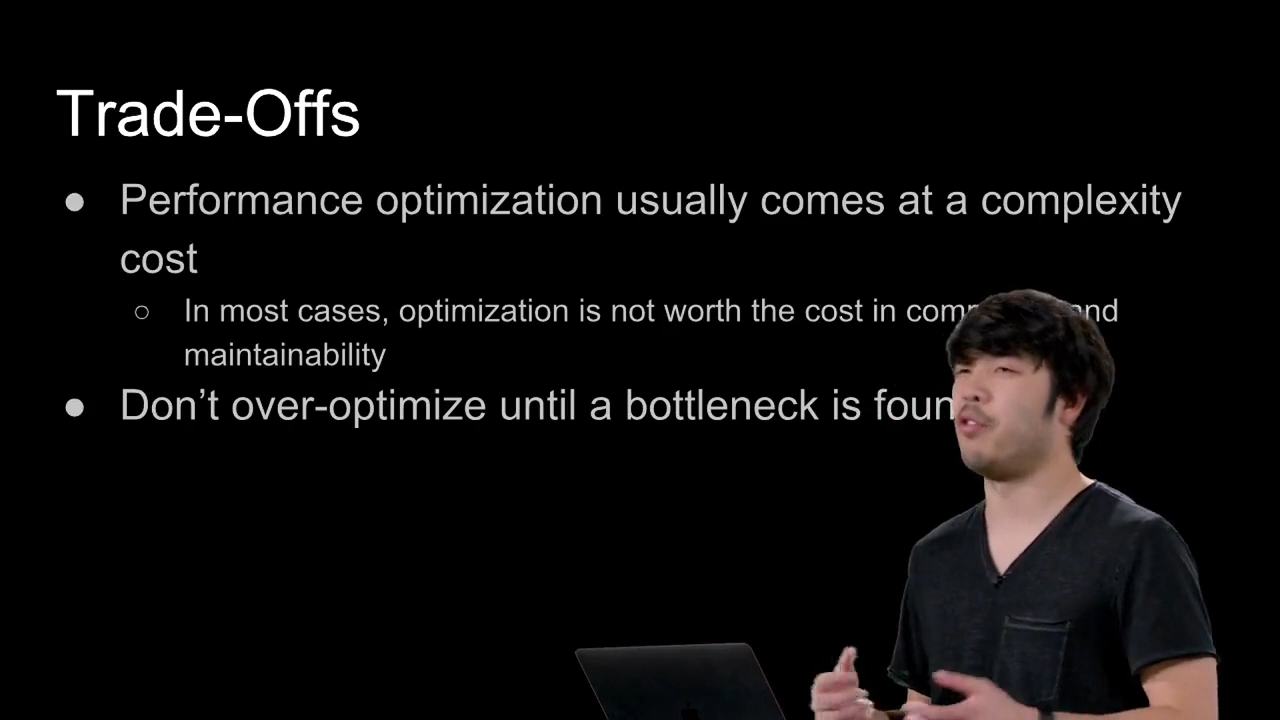 Trade-Offs
● Performance optimization usually comes at a complexity
cost
○ In most cases, optimization is not worth the cost in and
maintainability
● Don’t over-optimize until a bottleneck is